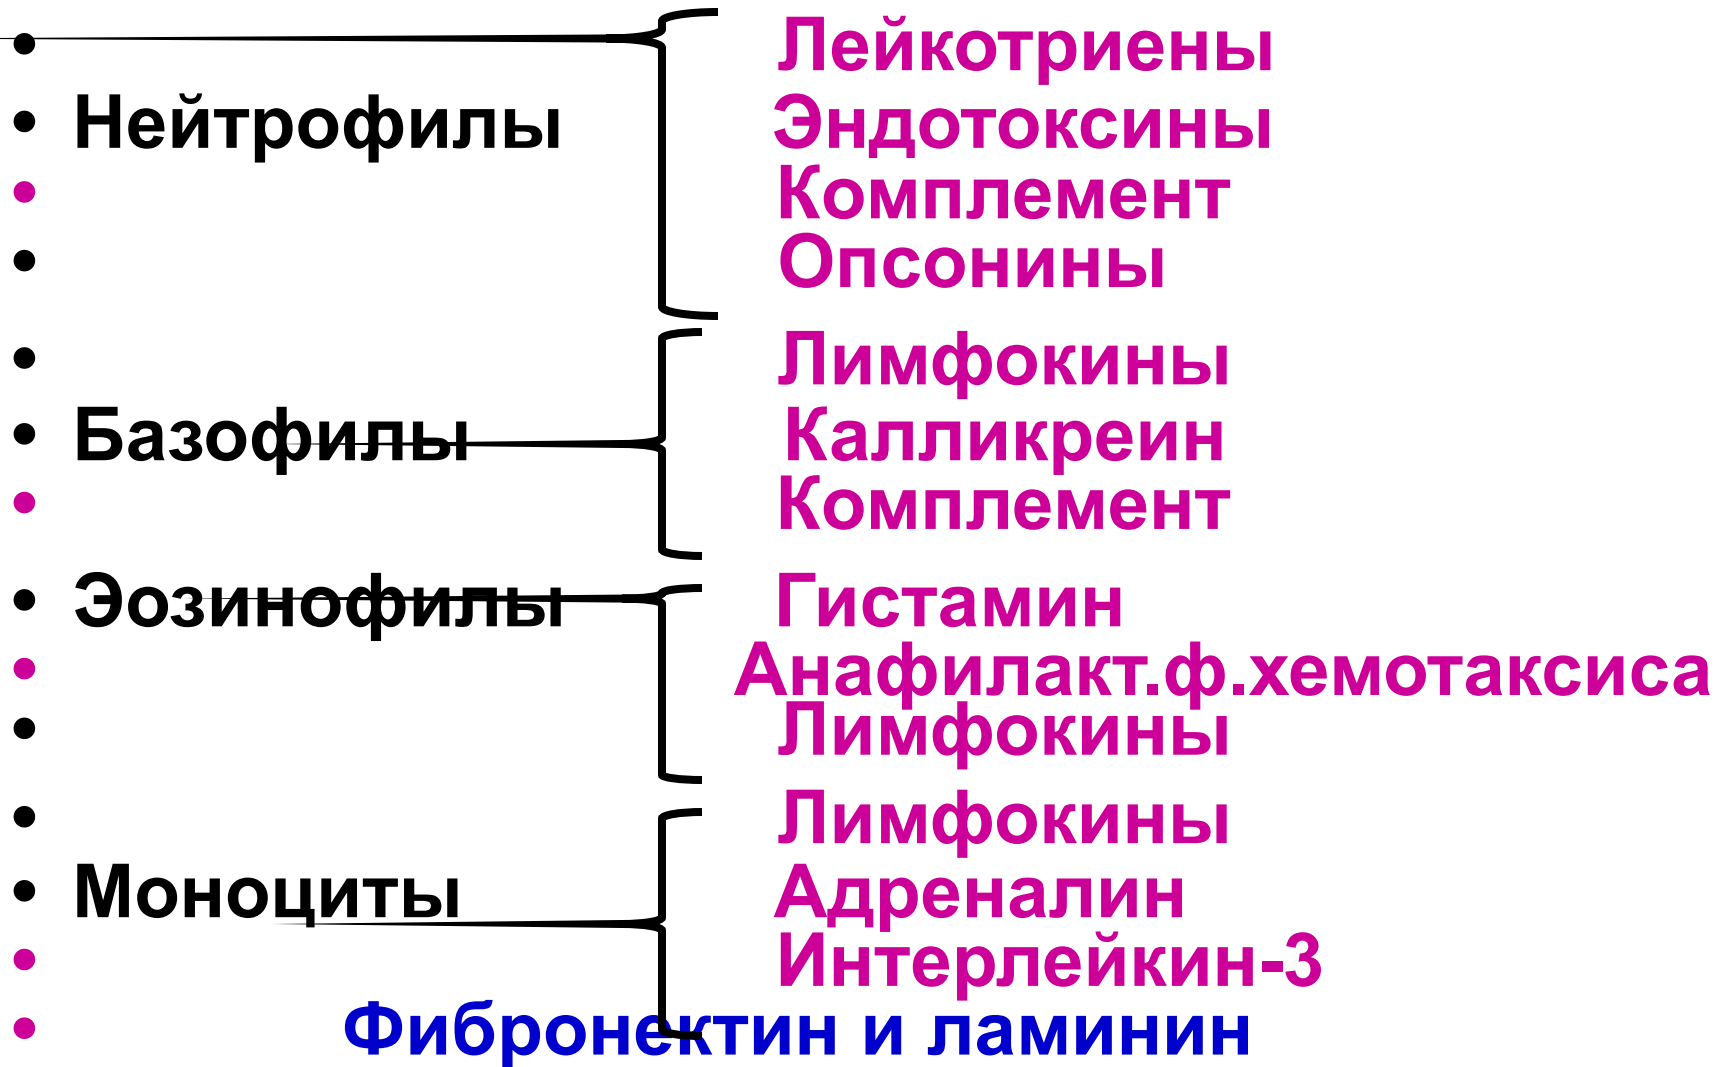 • Лейкотриены
• Нейтрофилы Эндотоксины
• Комплемент
• Опсонины
• Лимфокины
• Базофилы Калликреин
• Комплемент
• Эозинофилы Гистамин
• Анафилакт.ф.хемотаксиса
• Лимфокины
• Лимфокины
• Моноциты Адреналин
• Интерлейкин-3
• Фибронектин и ламинин